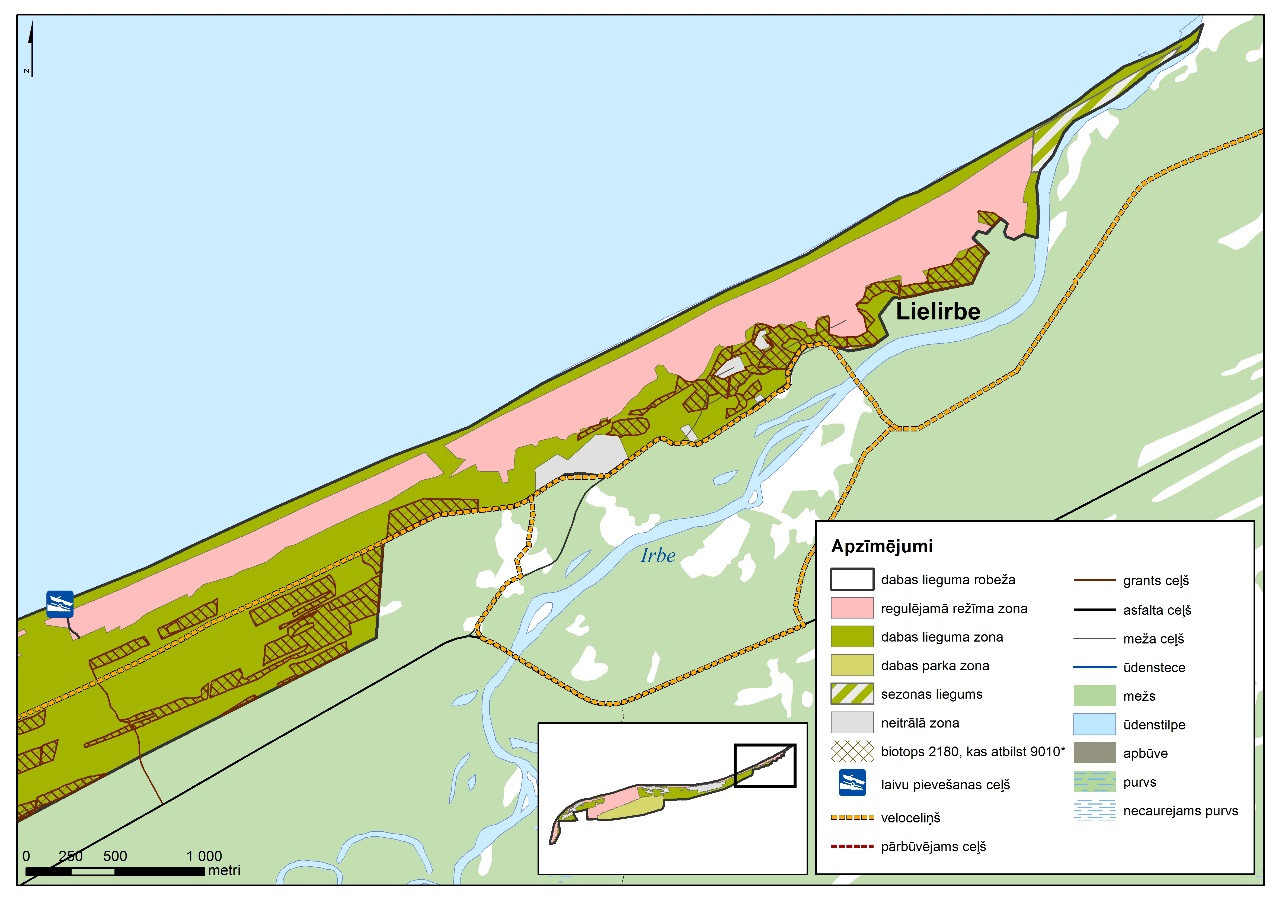 z
Lielirbe
Irbe
Apzīmējumi
dabas lieguma robeža
regulējamā režīma zona
dabas lieguma zona
dabas parka zona
sezonas liegums
neitrālā zona
biotops 2180, kas atbilst 9010*
laivu pievešanas ceļš
veloceliņš
pārbūvējams ceļš
grants ceļš
asfalta ceļš
meža ceļš
ūdenstece
mežs
ūdenstilpe
apbūve
purvs
necaurejams purvs
0 250 500 1 000
metri